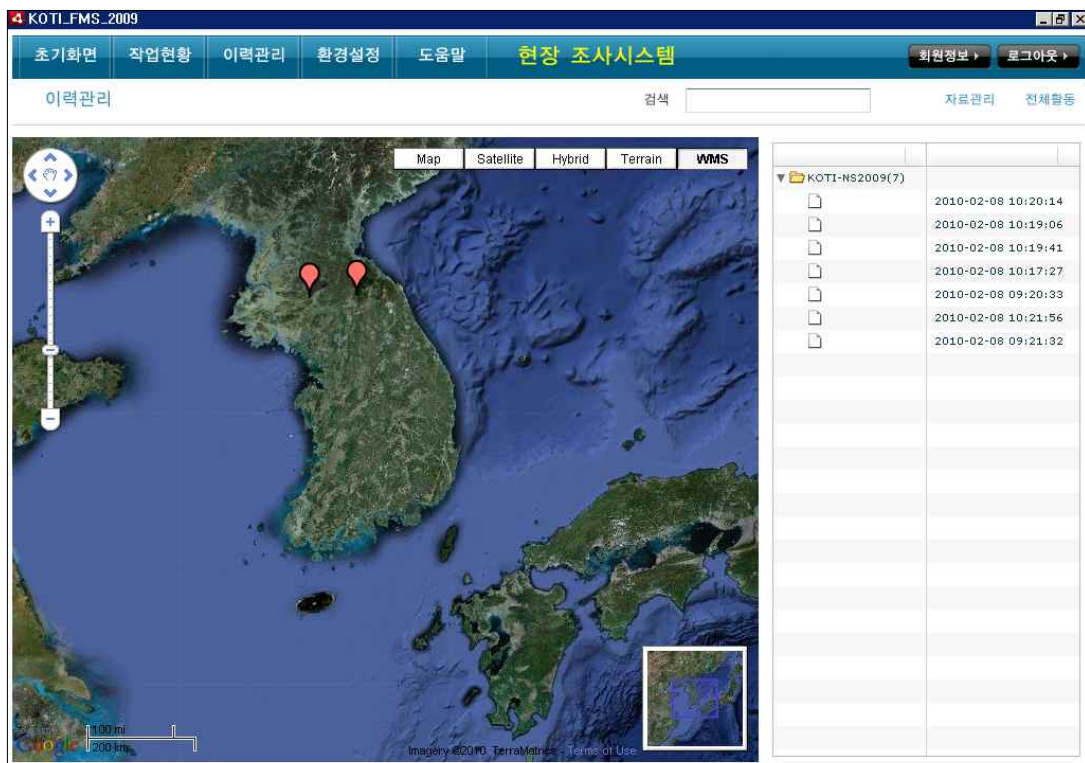 KOTI_FMS_2009
초기화면 작업현황 이력관리 환경설정 도움말 현장 조사시스템 회원정보 로그아웃
이력관리 검색 자료관리 전체활동
Map Satellite Hybrid Terrain WMS
KOTI-NS2009(7)
2010-02-08 10:20:14
2010-02-08 10:19:06
2010-02-08 10:19:41
2010-02-08 10:17:27
2010-02-08 09:20:33
2010-02-08 10:21:56
2010-02-08 09:21:32
100 mi
200 km
Google
Imagery ©2010 TerraMetrics - Terms of Use